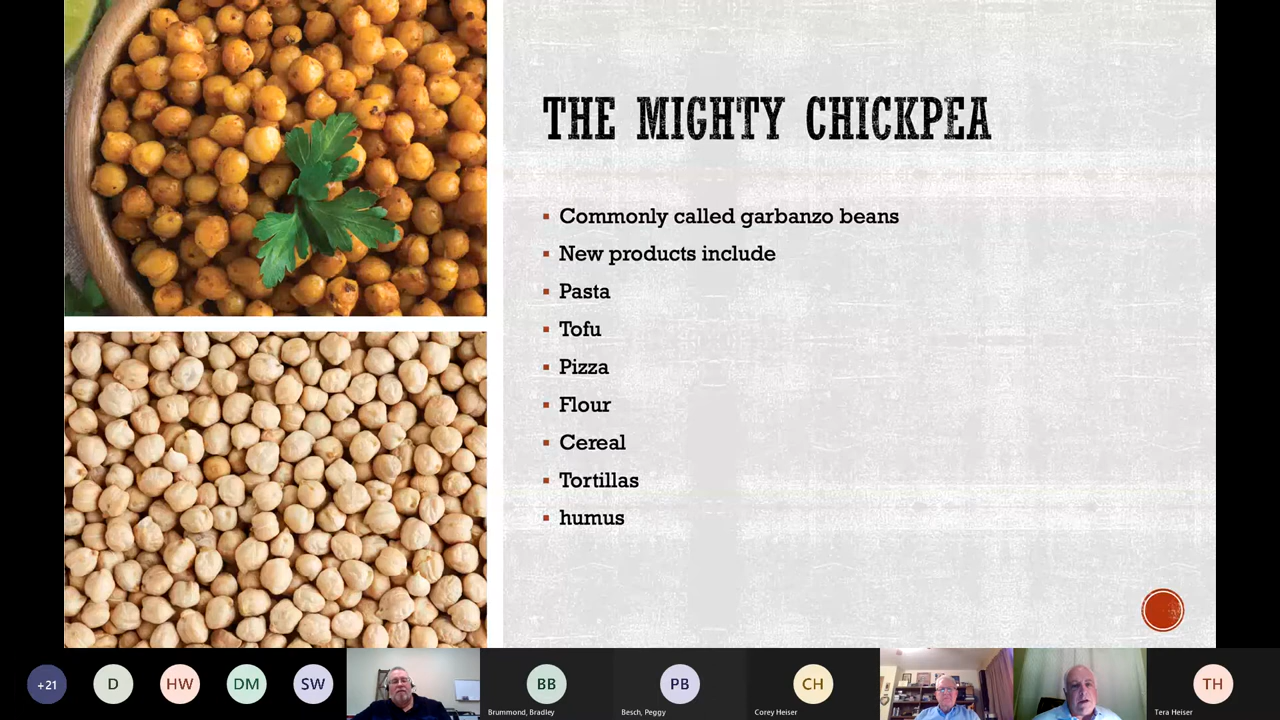 THE MIGHTY CHICKPEA
Commonly called garbanzo beans
New products include
Pasta
Tofu
Pizza
Flour
Cereal
Tortillas
humus
+21
D
HW
DM
SW
BB
Brummond, Bradley
PB
Besch, Peggy
CH
Corey Heiser
TH
Tera Heiser